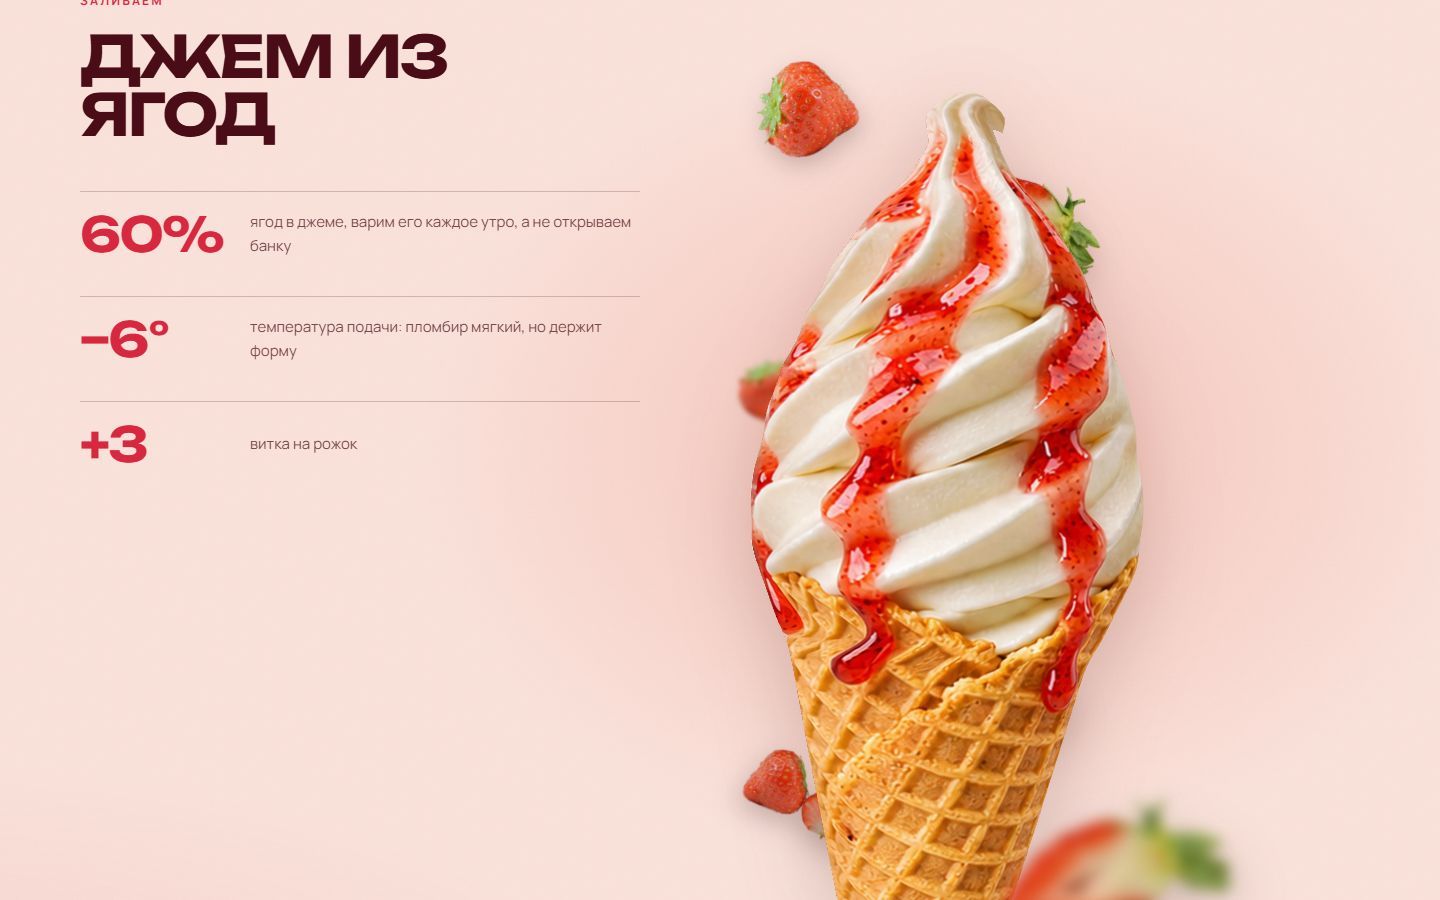 ЗАЛИВАЕМ
ДЖЕМ ИЗ
ЯГОД
60%
ягод в джеме, варим его каждое утро, а не открываем
банку
−6°
температура подачи: пломбир мягкий, но держит
форму
+3
витка на рожок